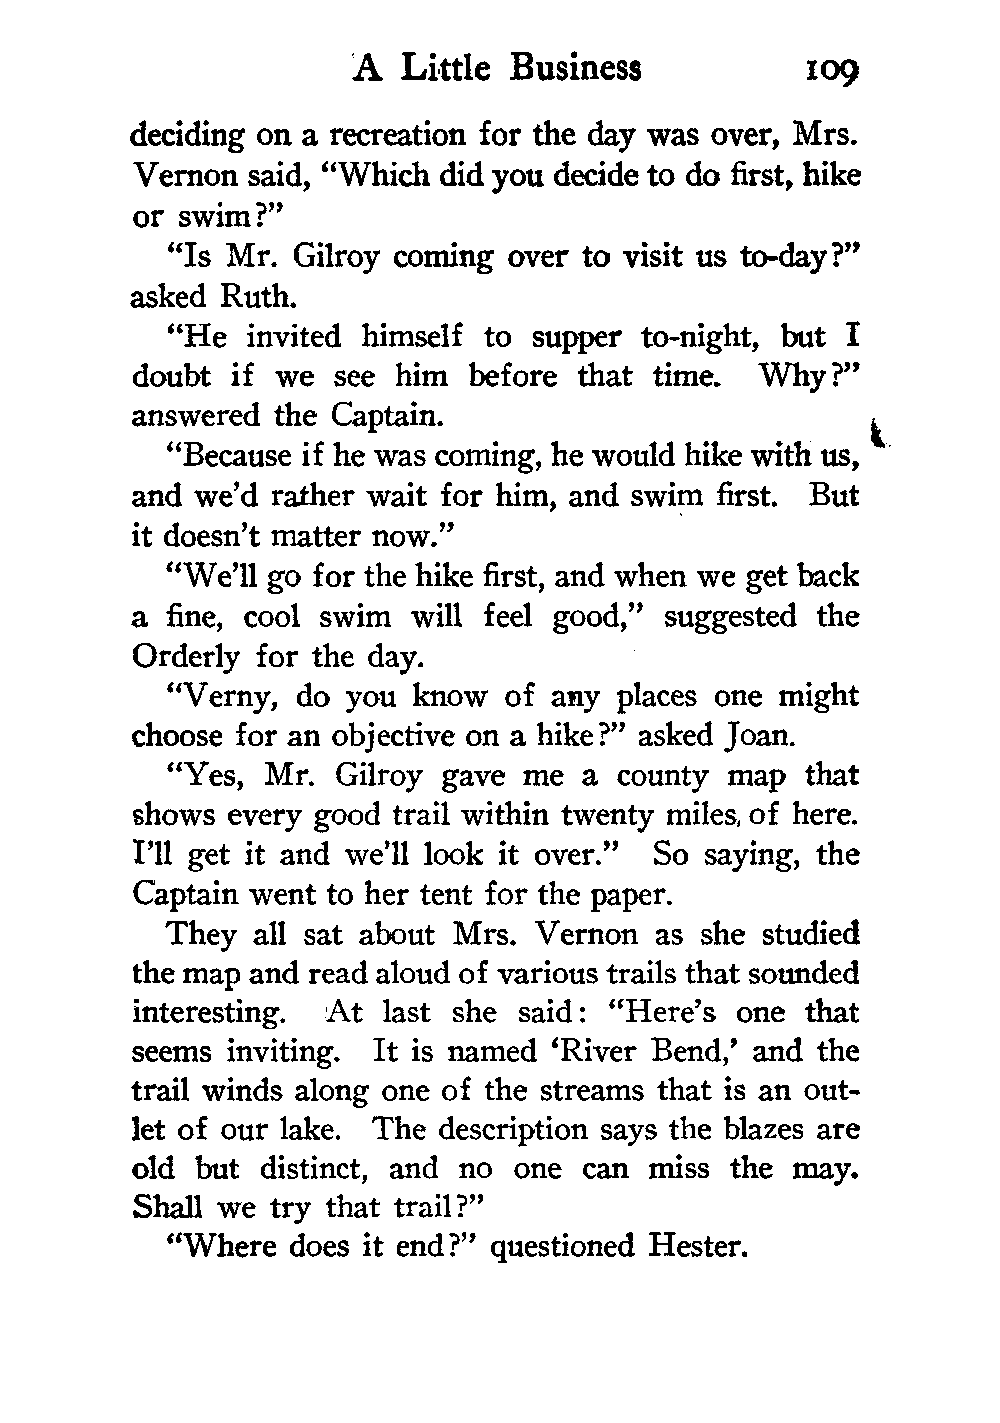 A Little Business 109
deciding on a recreation for the day was over, Mrs.
Vernon said, “Which did you decide to do first, hike
or swim?”
“Is Mr. Gilroy coming over to visit us to-day?”
asked Ruth.
“He invited himself to supper to-night, but I
doubt if we see him before that time. Why?”
answered the Captain.
“Because if he was coming, he would hike with us,
and we’d rather wait for him, and swim first. But
it doesn’t matter now.”
“We’ll go for the hike first, and when we get back
a fine, cool swim will feel good,” suggested the
Orderly for the day.
“Verny, do you know of any places one might
choose for an objective on a hike?” asked Joan.
“Yes, Mr. Gilroy gave me a county map that
shows every good trail within twenty miles of here.
I’ll get it and we’ll look it over.” So saying, the
Captain went to her tent for the paper.
They all sat about Mrs. Vernon as she studied
the map and read aloud of various trails that sounded
interesting. At last she said: “Here’s one that
seems inviting. It is named ‘River Bend,’ and the
trail winds along one of the streams that is an out-
let of our lake. The description says the blazes are
old but distinct, and no one can miss the may.
Shall we try that trail?”
“Where does it end?” questioned Hester.